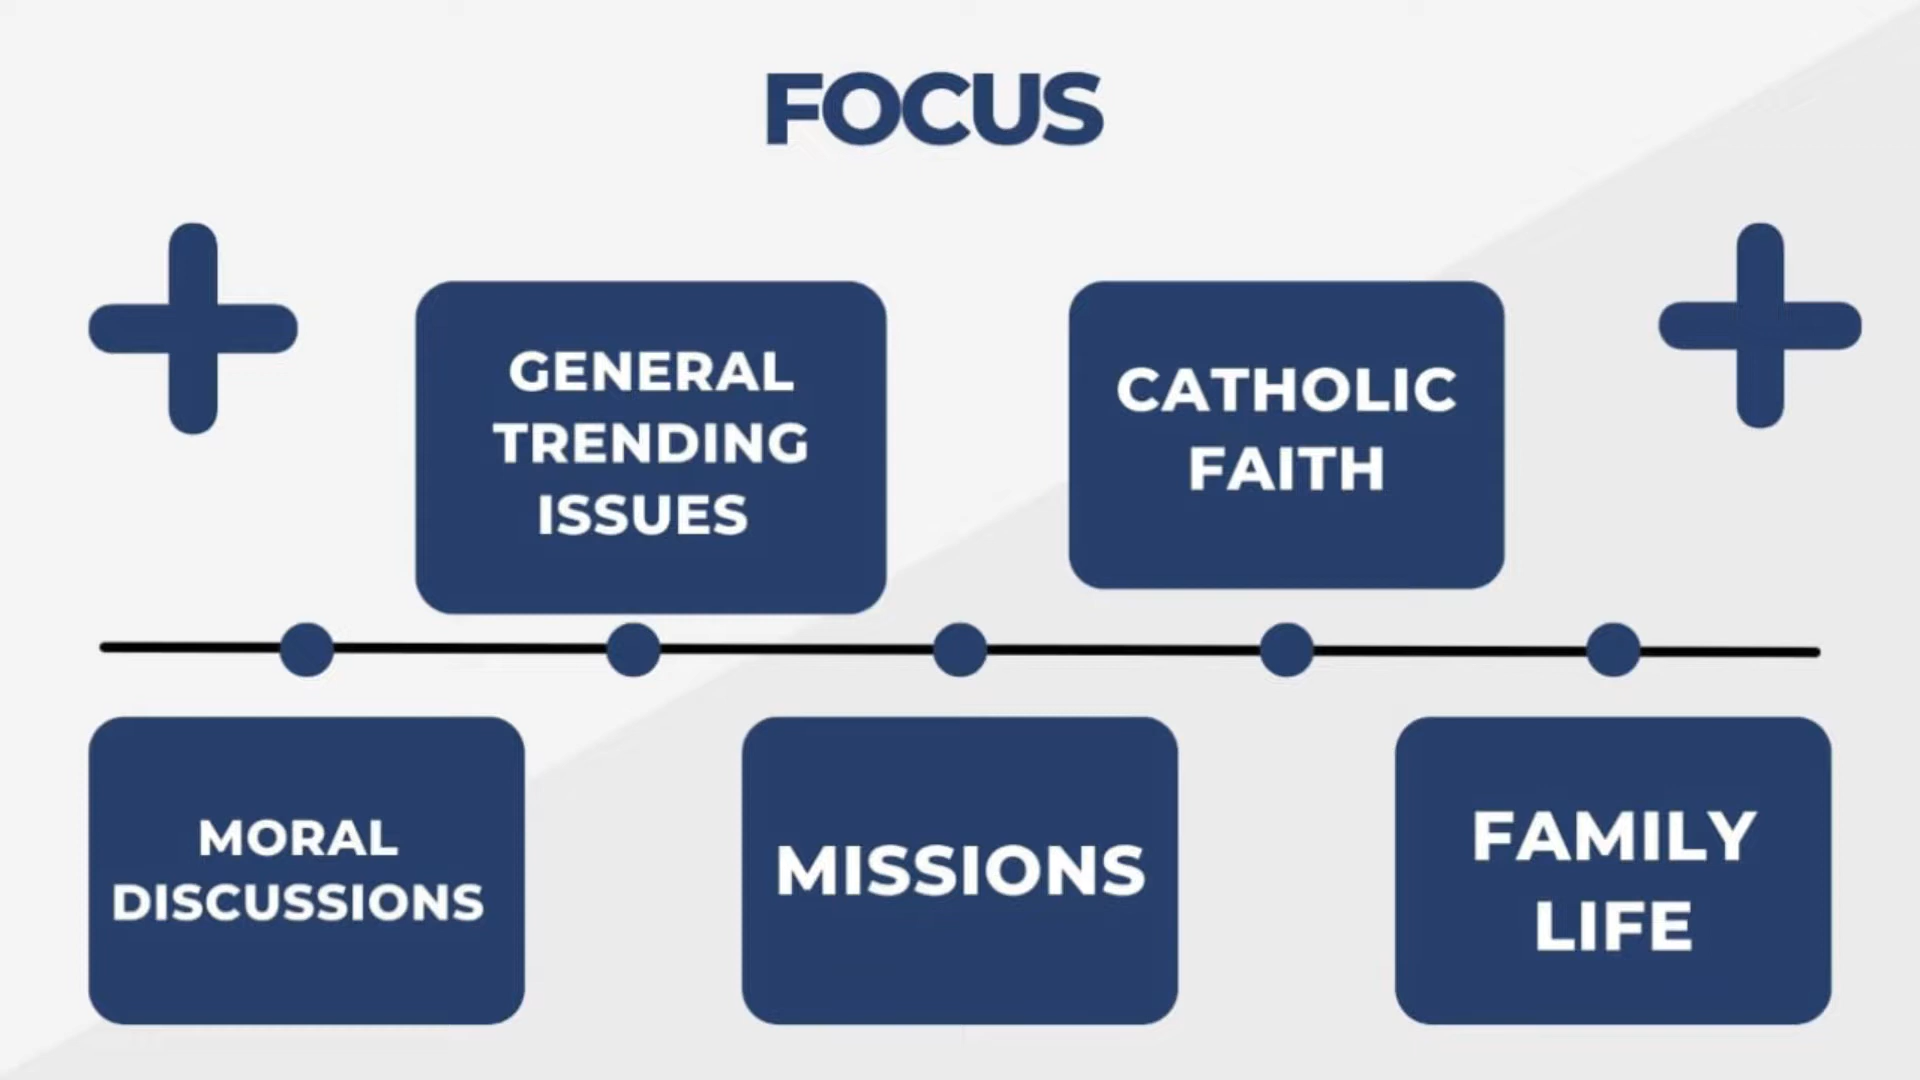 FOCUS
GENERAL
TRENDING
ISSUES
CATHOLIC
FAITH
MORAL
DISCUSSIONS
MISSIONS
FAMILY
LIFE